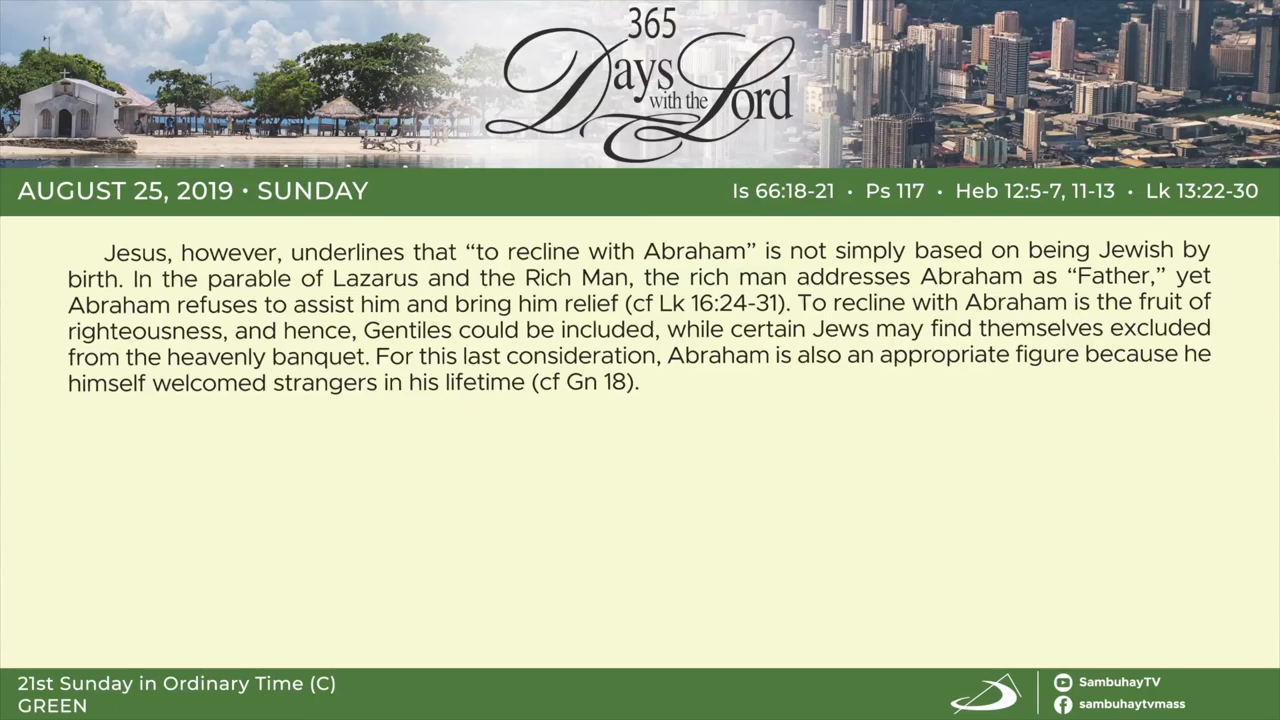 365
Days with the Lord
AUGUST 25, 2019 • SUNDAY
Is 66:18-21 • Ps 117 • Heb 12:5-7, 11-13 • Lk 13:22-30
Jesus, however, underlines that “to recline with Abraham” is not simply based on being Jewish by
birth. In the parable of Lazarus and the Rich Man, the rich man addresses Abraham as “Father,” yet
Abraham refuses to assist him and bring him relief (cf Lk 16:24-31). To recline with Abraham is the fruit of
righteousness, and hence, Gentiles could be included, while certain Jews may find themselves excluded
from the heavenly banquet. For this last consideration, Abraham is also an appropriate figure because he
himself welcomed strangers in his lifetime (cf Gn 18).
21st Sunday in Ordinary Time (C)
GREEN
SambuhayTV
sambuhaytvmass